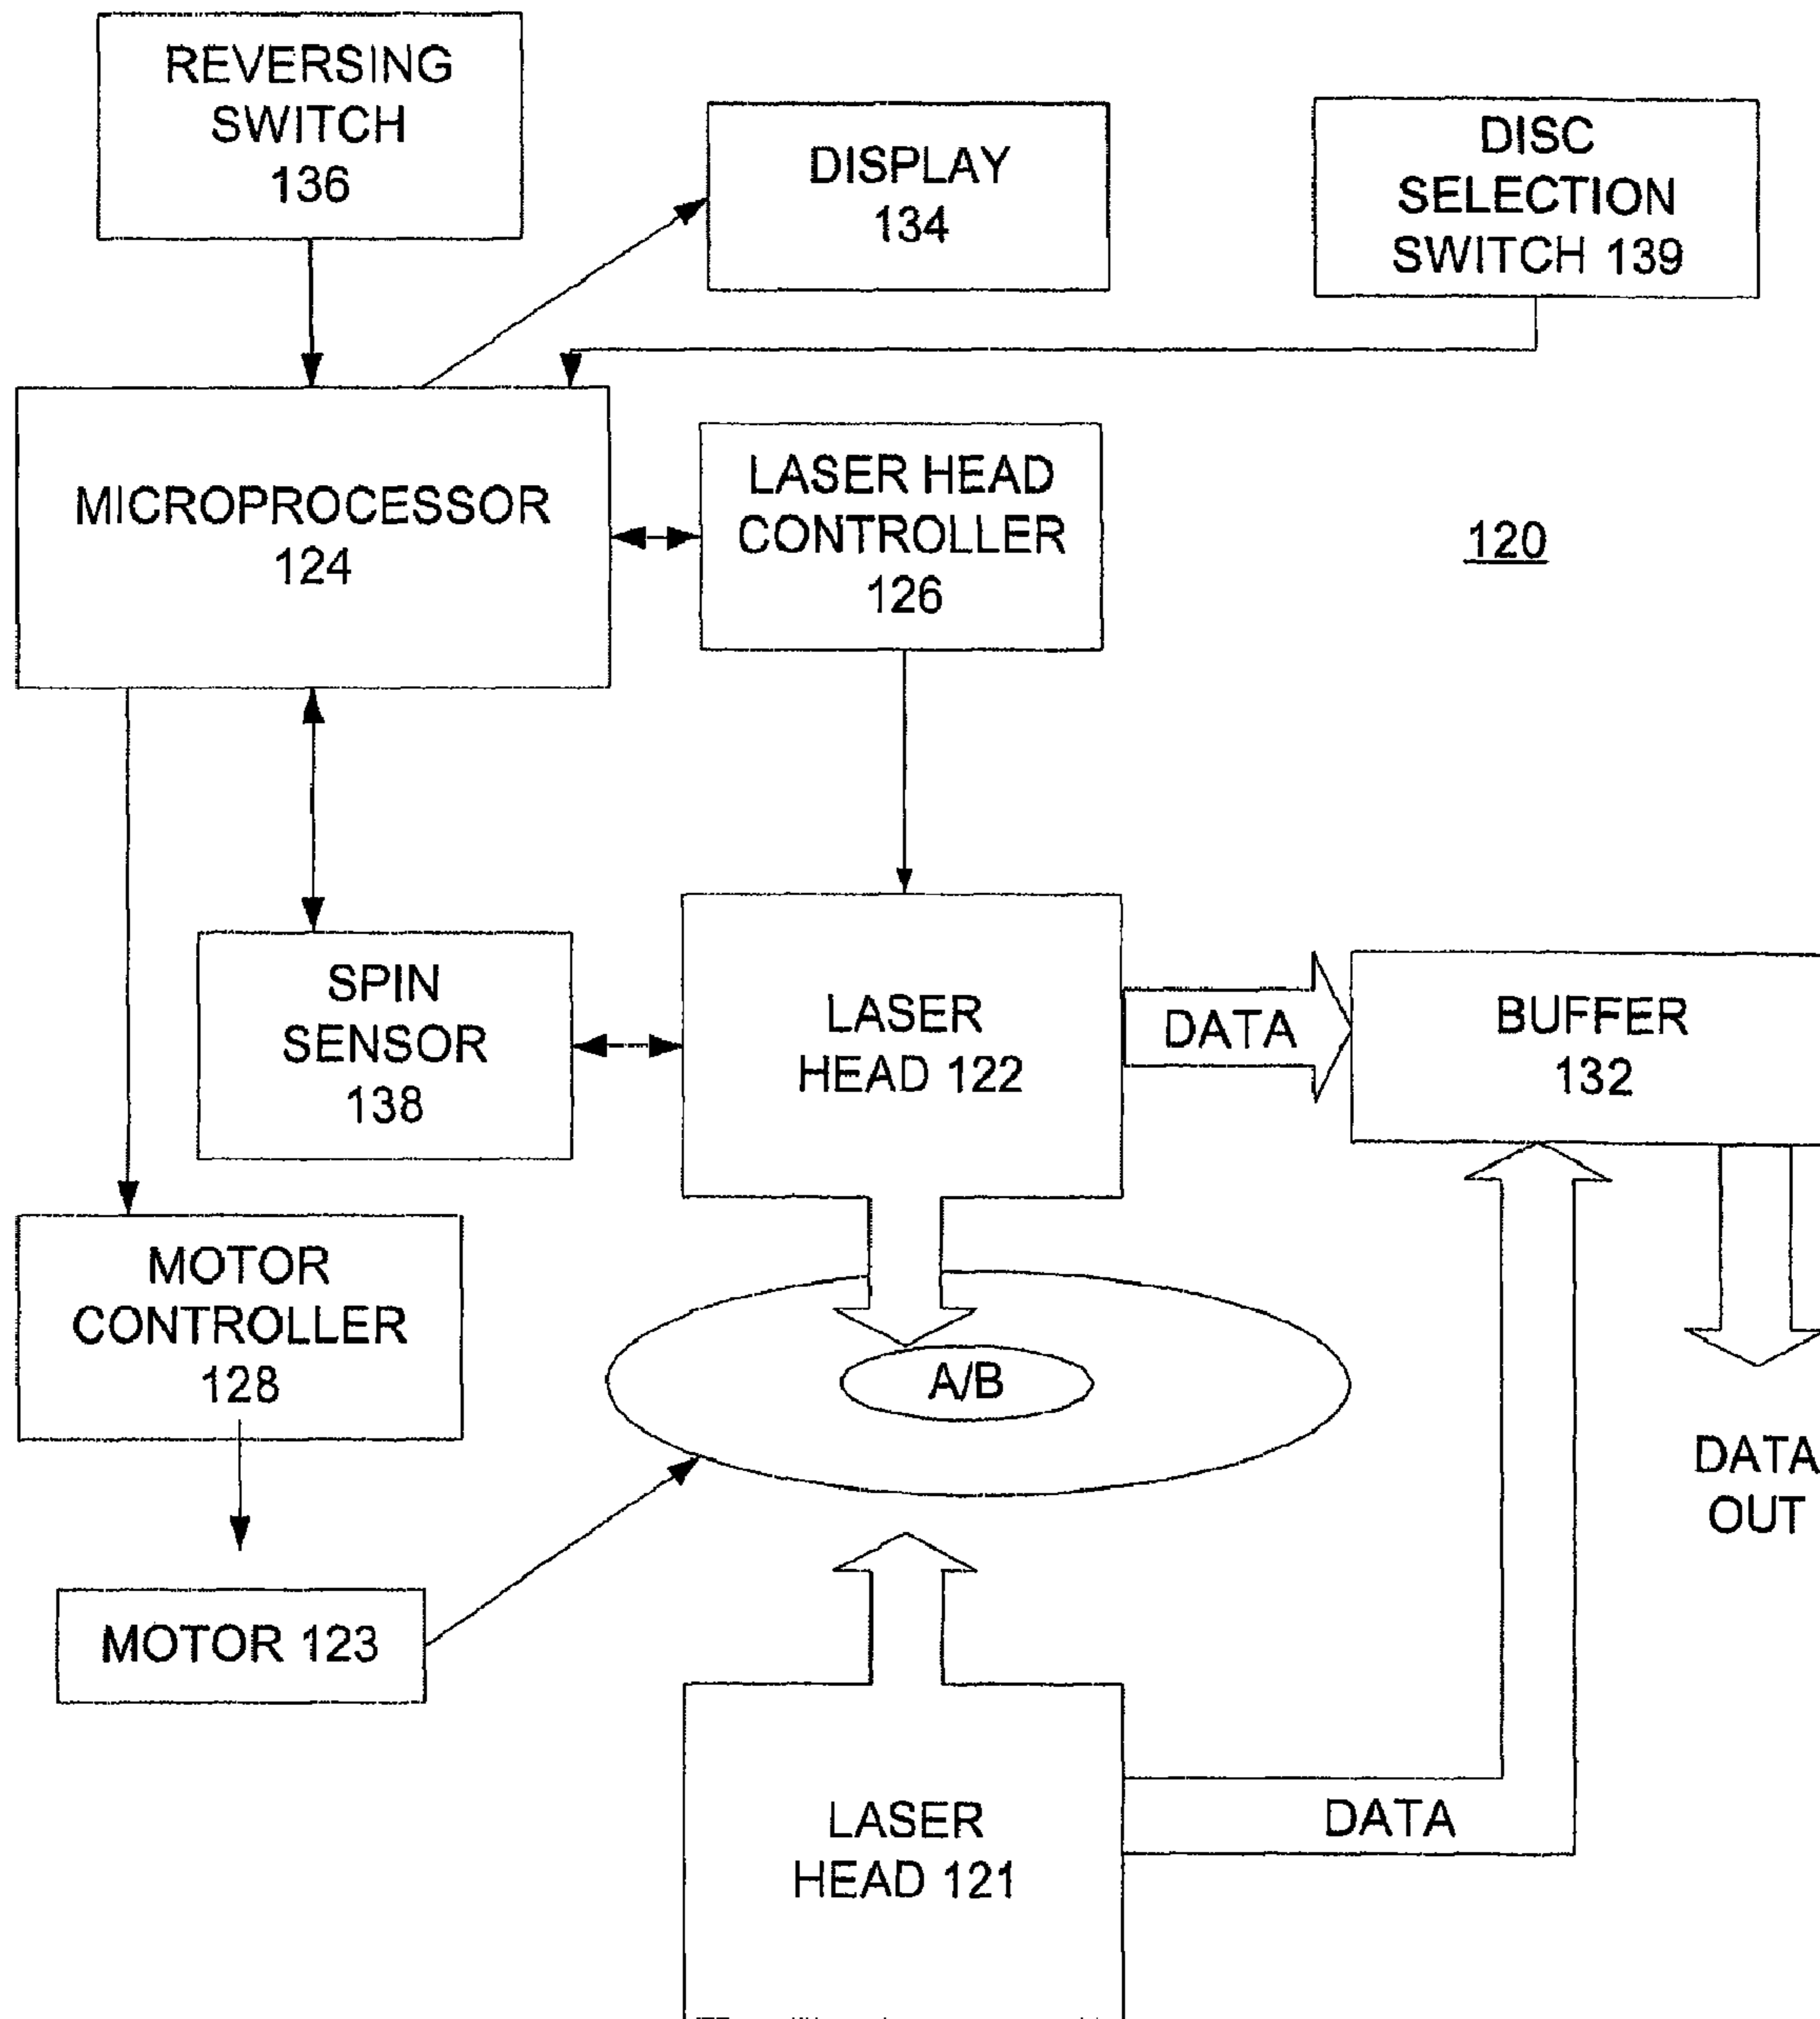 REVERSING
SWITCH
136
DISPLAY
134
DISC
SELECTION
SWITCH 139
MICROPROCESSOR
124
LASER HEAD
CONTROLLER
126
120
SPIN
SENSOR
138
LASER
HEAD 122
DATA
BUFFER
132
MOTOR
CONTROLLER
128
A/B
DATA
OUT
MOTOR 123
LASER
HEAD 121
DATA